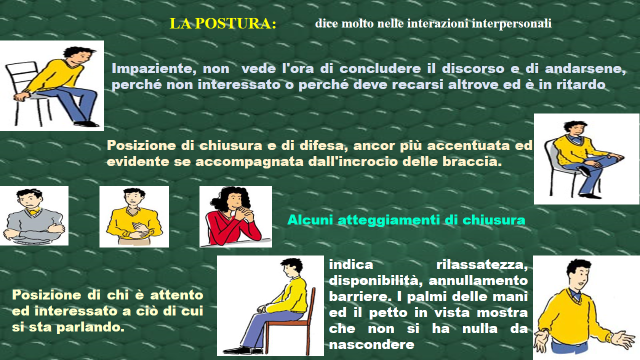 LA POSTURA: dice molto nelle interazioni interpersonali
Impaziente, non vede l'ora di concludere il discorso e di andarsene,
perché non interessato o perché deve recarsi altrove ed è in ritardo
Posizione di chiusura e di difesa, ancor più accentuata ed
evidente se accompagnata dall'incrocio delle braccia.
Alcuni atteggiamenti di chiusura
Posizione di chi è attento
ed interessato a ciò di cui
si sta parlando.
indica rilassatezza,
disponibilità, annullamento
barriere. I palmi delle mani
ed il petto in vista mostra
che non si ha nulla da
nascondere